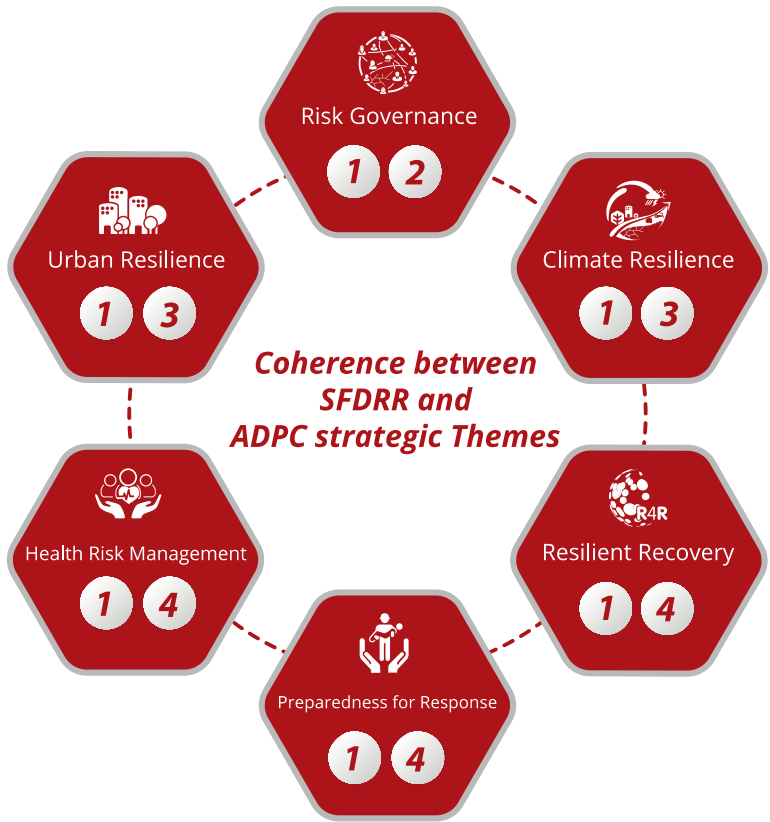 Risk Governance
1 2
Urban Resilience
1 3
Climate Resilience
1 3
Coherence between
SFDRR and
ADPC strategic Themes
Health Risk Management
1 4
R4R
Resilient Recovery
1 4
Preparedness for Response
1 4